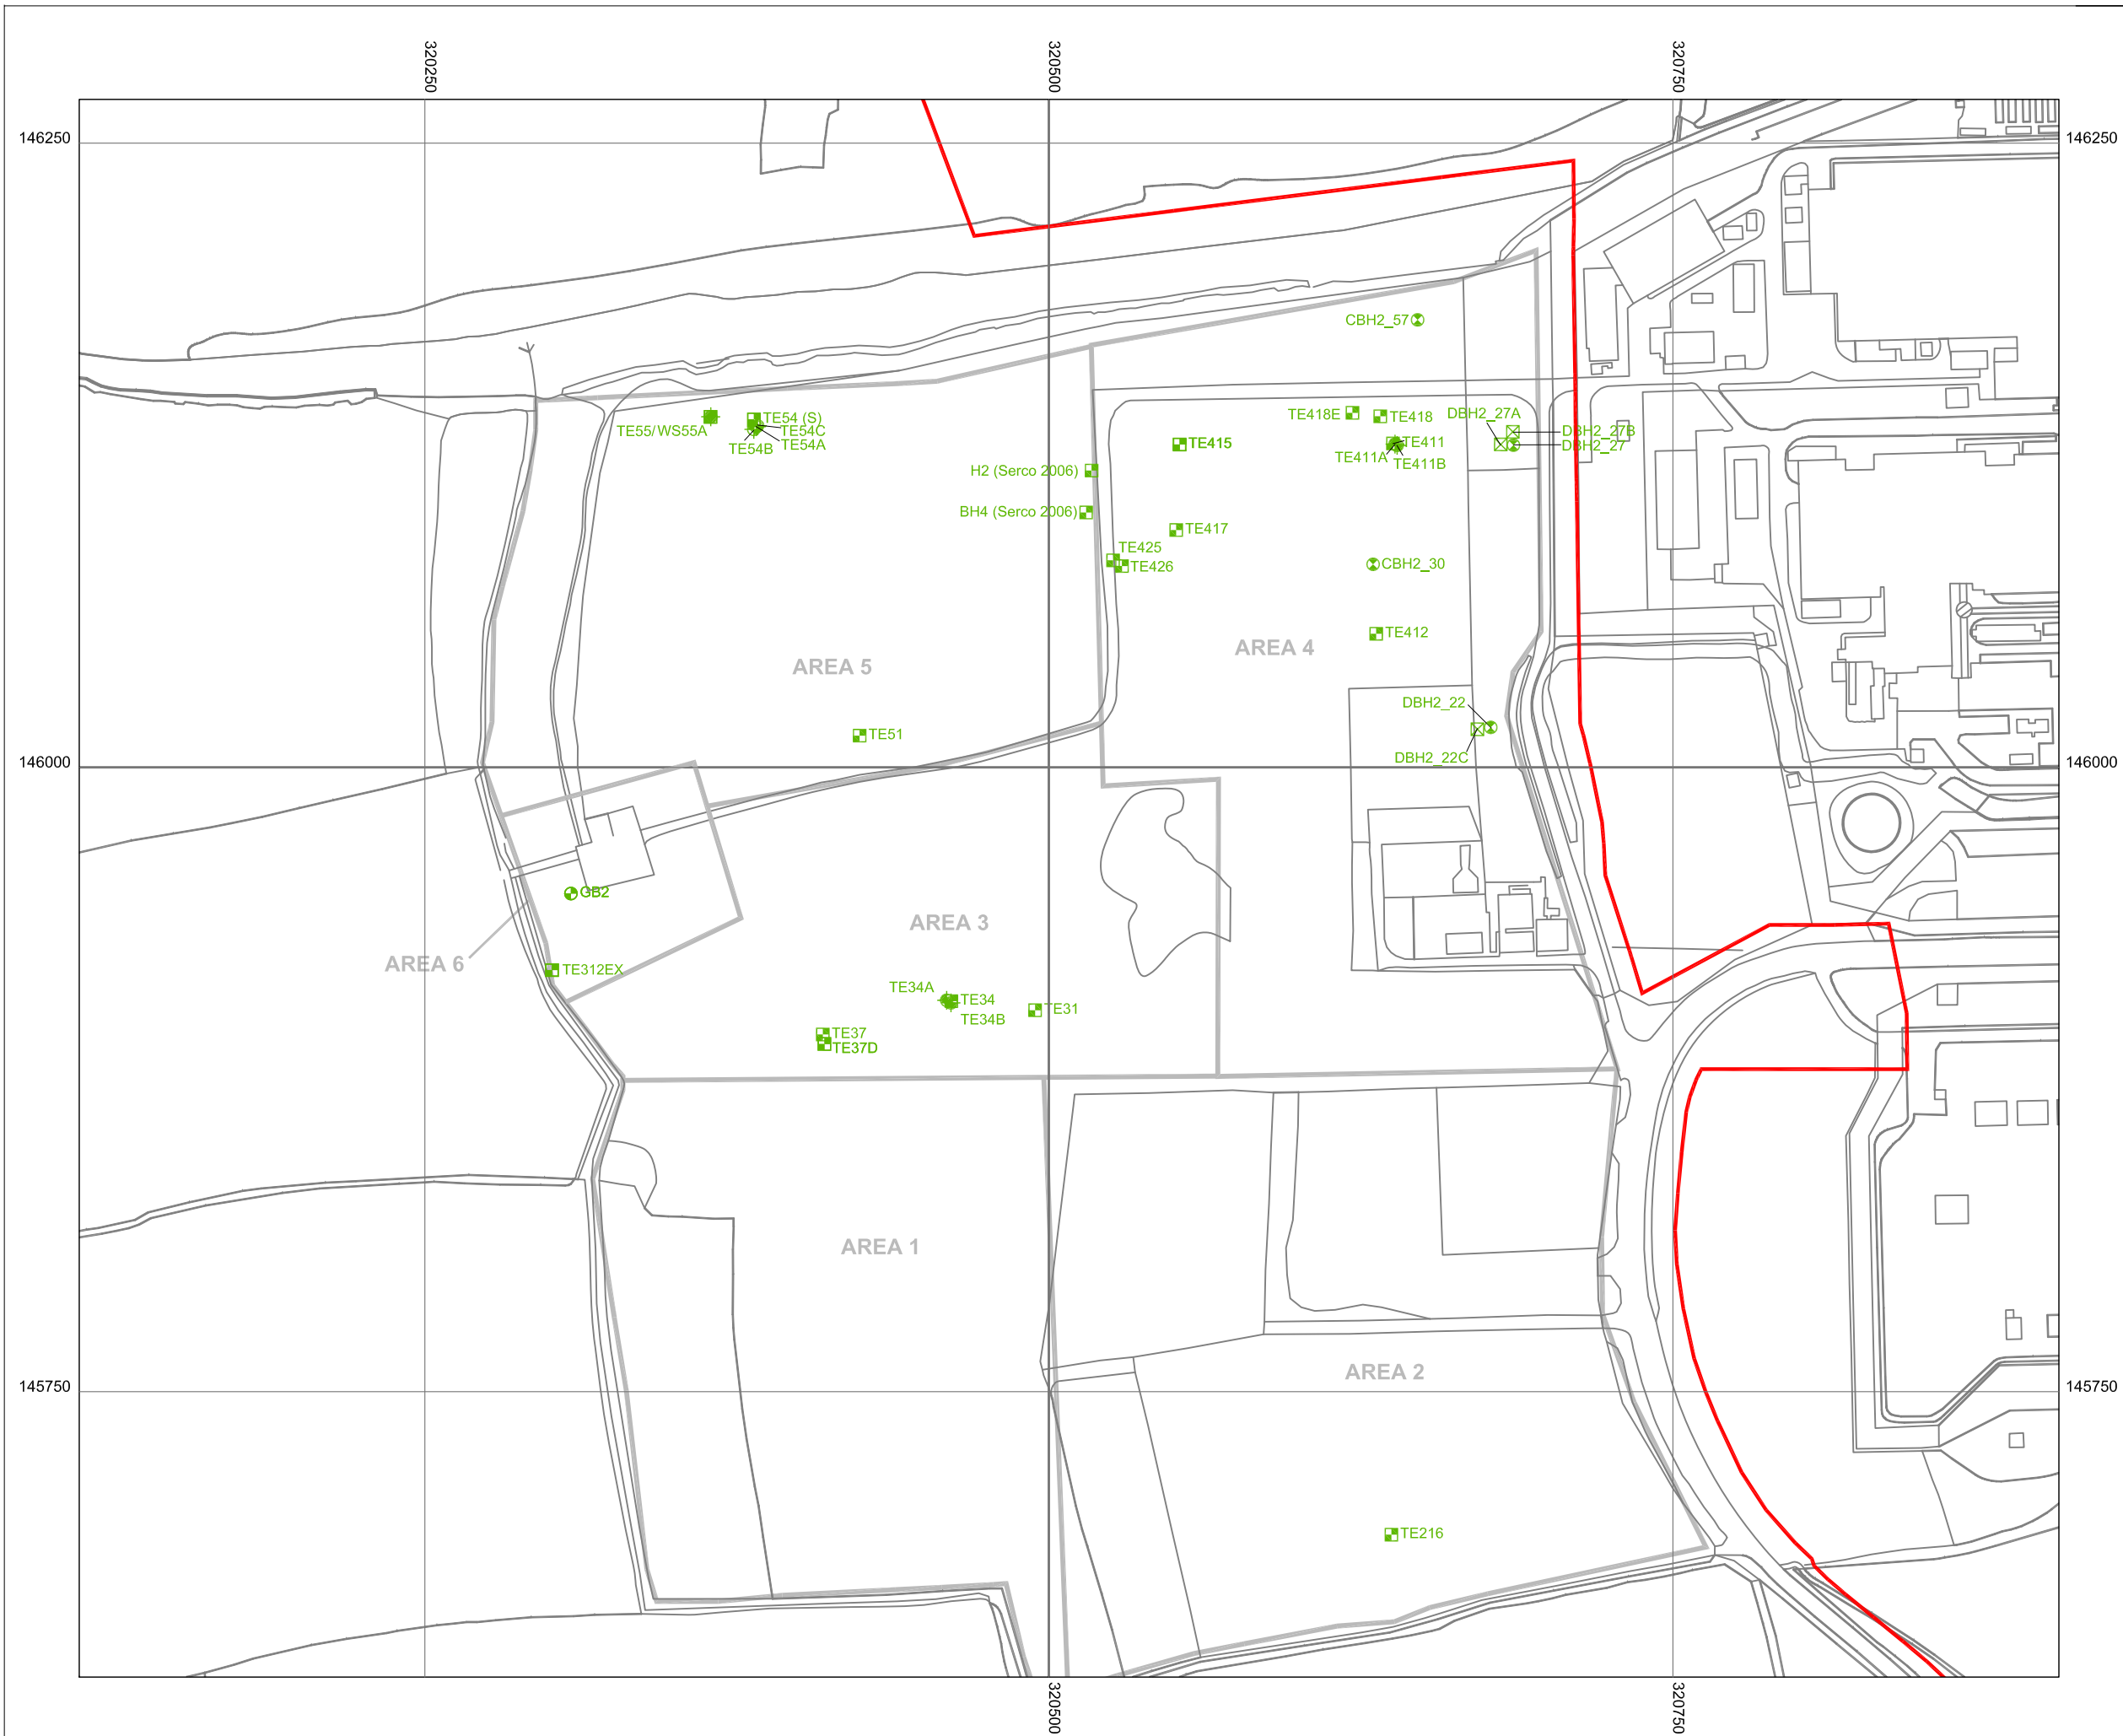 320250
320500
320750
146250
146250
CBH2_57
TE55/ WS55A
TE54 (S)
TE54C
TE54A
TE54B
TE418E
TE418
DBH2_27A
DBH2_27B
DBH2_27
TE415
TE411
TE411A
TE411B
H2 (Serco 2006)
BH4 (Serco 2006)
TE417
TE425
TE426
CBH2_30
TE412
AREA 5
AREA 4
DBH2_22
TE51
DBH2_22C
146000
146000
GB2
AREA 3
AREA 6
TE312EX
TE34A
TE34
TE34B
TE31
TE37
TE37D
AREA 1
AREA 2
145750
145750
TE216
320500
320750